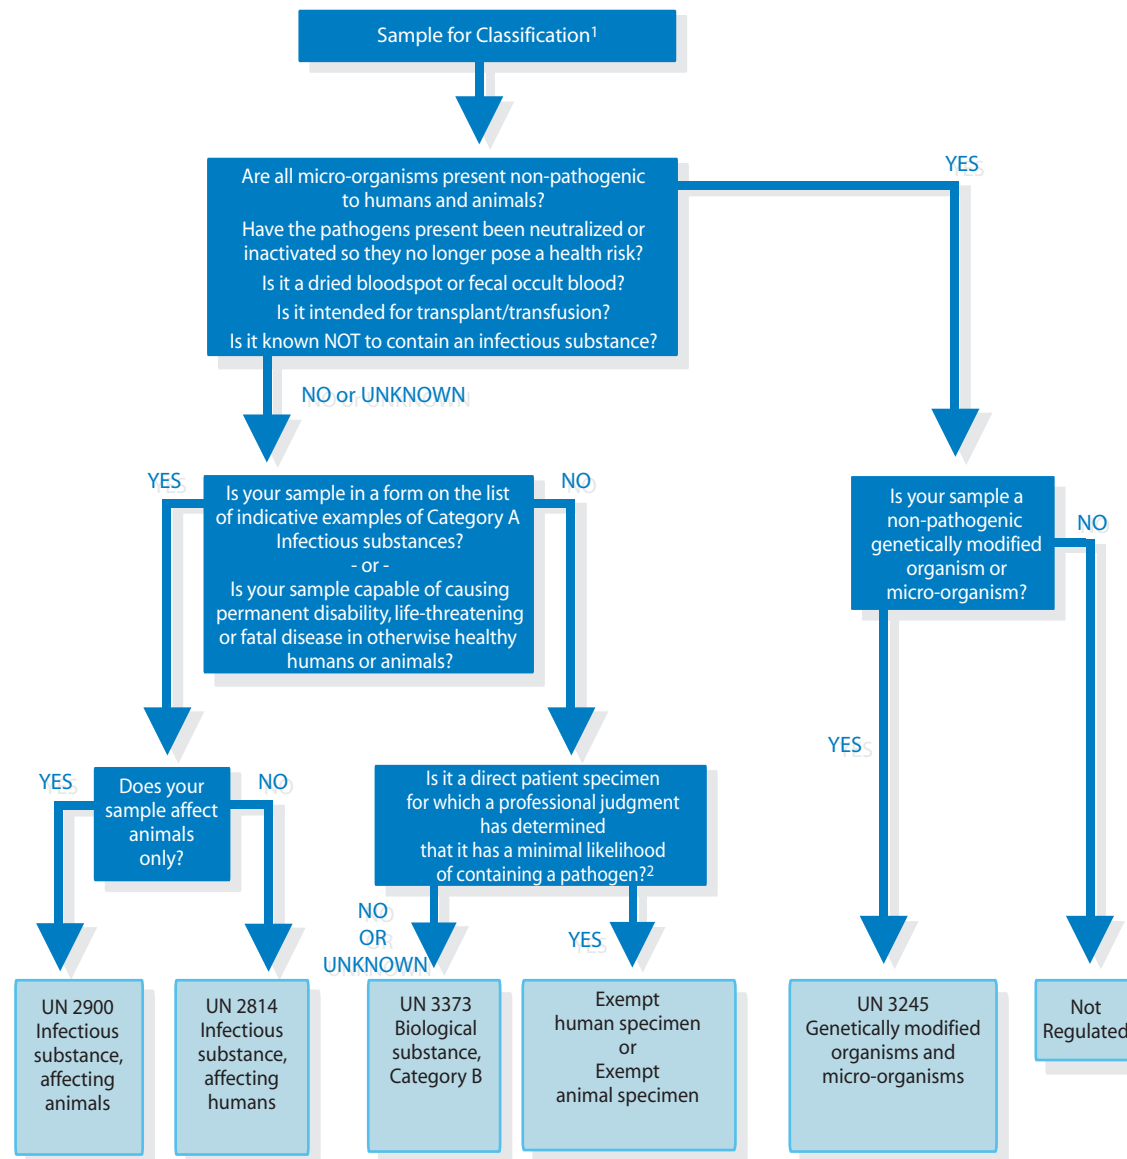 Sample for Classification1
YES
Are all micro-organisms present non-pathogenic
to humans and animals?
Have the pathogens present been neutralized or
inactivated so they no longer pose a health risk?
Is it a dried bloodspot or fecal occult blood?
Is it intended for transplant/transfusion?
Is it known NOT to contain an infectious substance?
NO or UNKNOWN
YES
Is your sample in a form on the list
of indicative examples of Category A
Infectious substances?
- or -
Is your sample capable of causing
permanent disability, life-threatening
or fatal disease in otherwise healthy
humans or animals?
NO
Is your sample a
non-pathogenic
genetically modified
organism or
micro-organism?
NO
YES
YES
Does your
sample affect
animals
only?
NO
Is it a direct patient specimen
for which a professional judgment
has determined
that it has a minimal likelihood
of containing a pathogen?2
NO
OR
UNKNOWN
YES
UN 2900
Infectious
substance,
affecting
animals
UN 2814
Infectious
substance,
affecting
humans
UN 3373
Biological
substance,
Category B
Exempt
human specimen
or
Exempt
animal specimen
UN 3245
Genetically modified
organisms and
micro-organisms
Not
Regulated